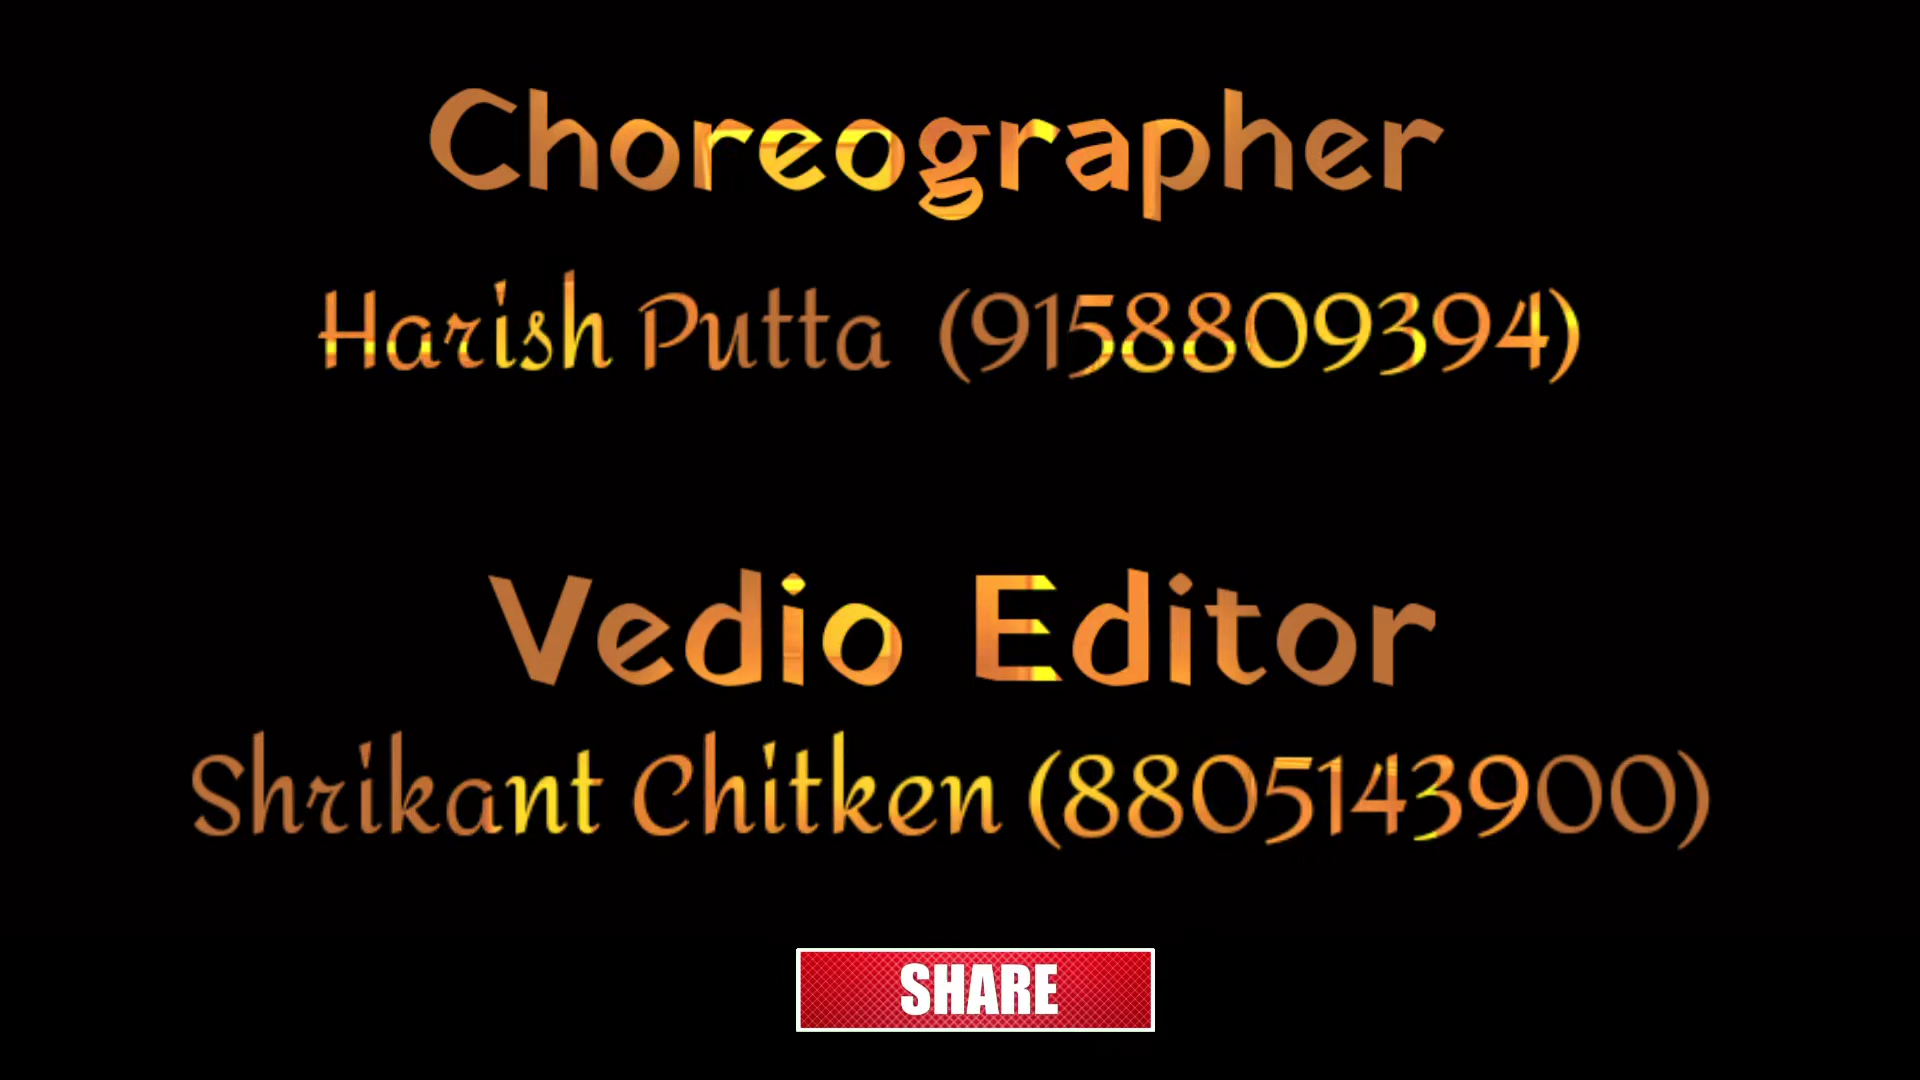 Choreographer
Harish Putta (9158809394)
Vedio Editor
Shrikant Chitken (8805143900)
SHARE